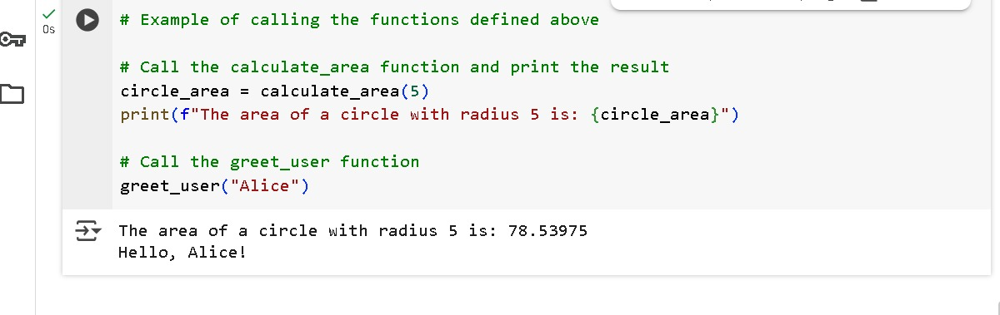 # Example of calling the functions defined above
0s
# Call the calculate_area function and print the result
circle_area = calculate_area(5)
print(f"The area of a circle with radius 5 is: {circle_area}")
# Call the greet_user function
greet_user("Alice")
The area of a circle with radius 5 is: 78.53975
Hello, Alice!